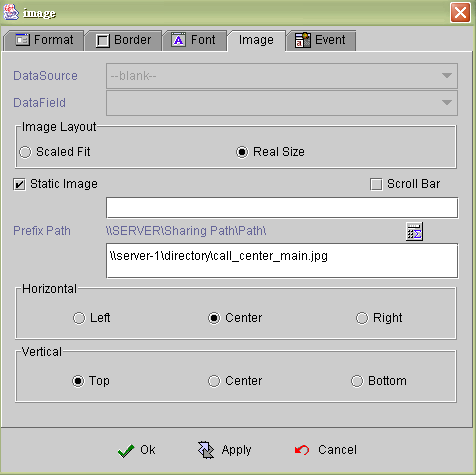 image
Format Border Font Image Event
DataSource --blank--
DataField
Image Layout
Scaled Fit Real Size
Static Image Scroll Bar
Prefix Path \\SERVER\Sharing Path\Path\
\\server-1\directory\call_center_main.jpg
Horizontal
Left Center Right
Vertical
Top Center Bottom
Ok Apply Cancel